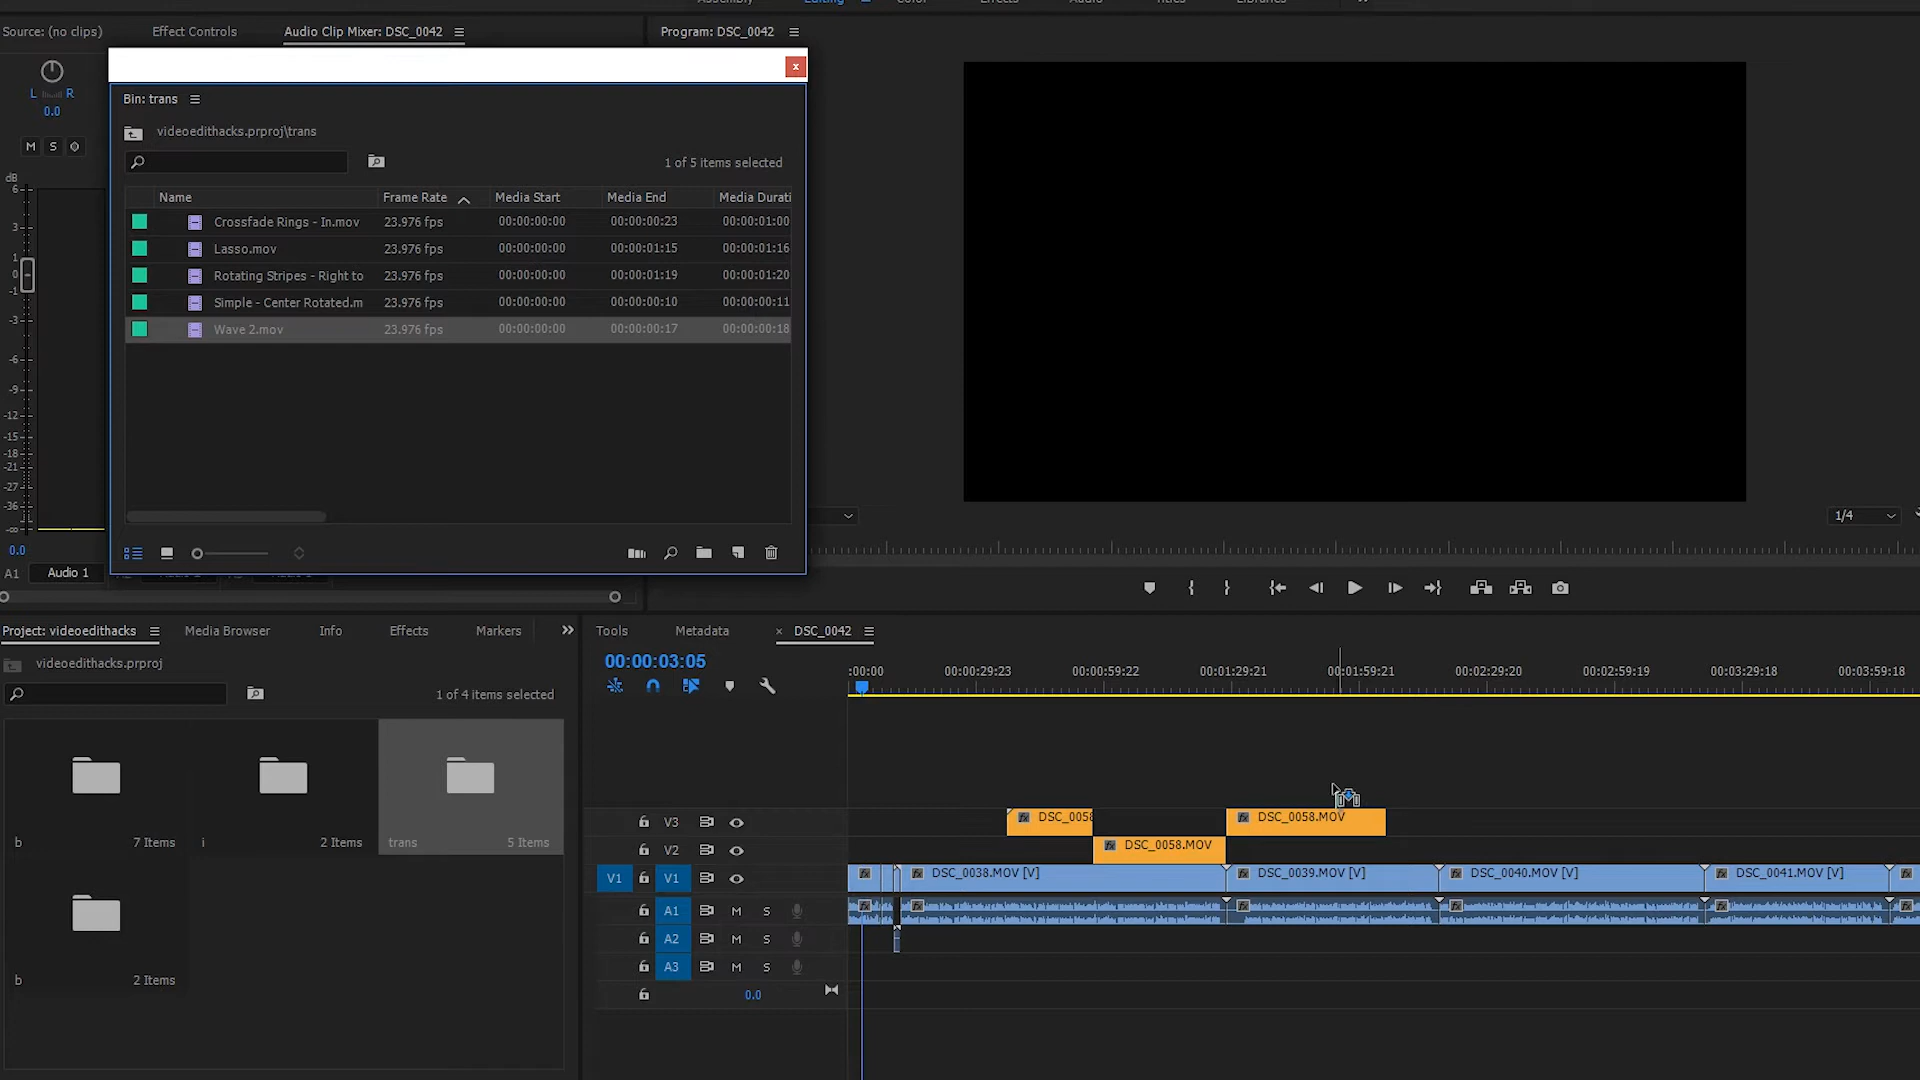 Assembly Editing Color Effects Audio Titles Libraries
Source: (no clips) Effect Controls Audio Clip Mixer: DSC_0042 Program: DSC_0042
L R
0.0
M S
Bin: trans
videoedithacks.prproj\trans
1 of 5 items selected
Name Frame Rate Media Start Media End Media Durati
Crossfade Rings - In.mov 23.976 fps 00:00:00:00 00:00:00:23 00:00:01:00
Lasso.mov 23.976 fps 00:00:00:00 00:00:01:15 00:00:01:16
Rotating Stripes - Right to 23.976 fps 00:00:00:00 00:00:01:19 00:00:01:20
Simple - Center Rotated.m 23.976 fps 00:00:00:00 00:00:00:10 00:00:00:11
Wave 2.mov 23.976 fps 00:00:00:00 00:00:00:17 00:00:00:18
dB
6
3
1
0
-1
-3
-6
-9
-12
-15
-18
-21
-27
-36
-∞
0.0
A1 Audio 1
1/4
Project: videoedithacks Media Browser Info Effects Markers
videoedithacks.prproj
1 of 4 items selected
b 7 Items i 2 Items trans 5 Items
b 2 Items
Tools Metadata × DSC_0042
00:00:03:05
:00:00 00:00:29:23 00:00:59:22 00:01:29:21 00:01:59:21 00:02:29:20 00:02:59:19 00:03:29:18 00:03:59:18
V3 DSC_0058 DSC_0058.MOV
V2 DSC_0058.MOV
V1 V1 DSC_0038.MOV [V] DSC_0039.MOV [V] DSC_0040.MOV [V] DSC_0041.MOV [V]
A1 M S
A2 M S
A3 M S
0.0